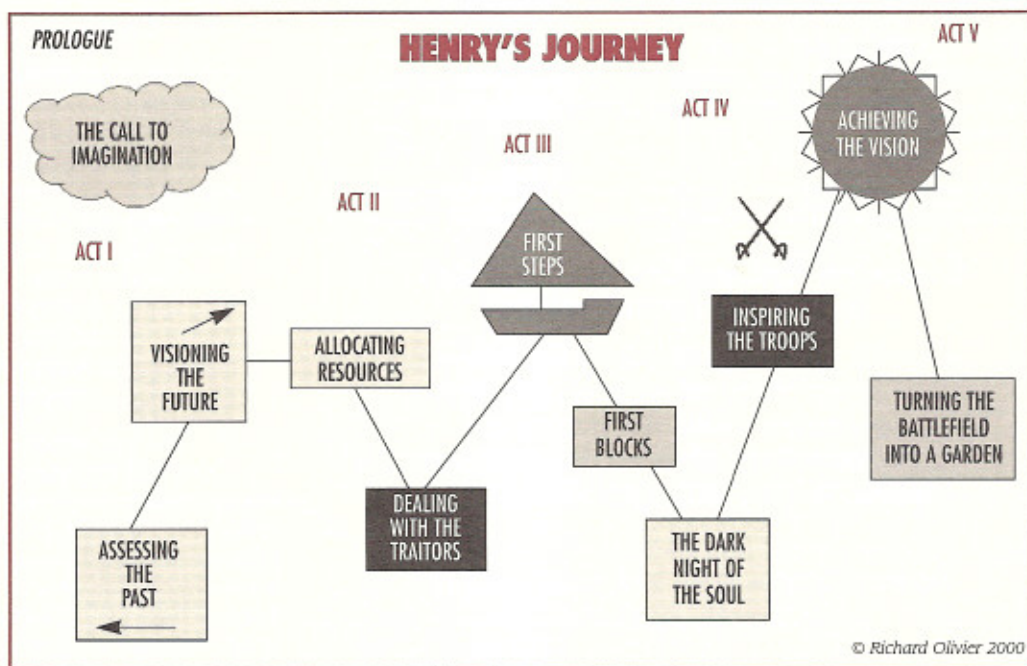 PROLOGUE
HENRY'S JOURNEY
ACT V
THE CALL TO
IMAGINATION
ACT IV
ACHIEVING
THE VISION
ACT III
ACT II
ACT I
FIRST
STEPS
VISIONING
THE
FUTURE
ALLOCATING
RESOURCES
INSPIRING
THE TROOPS
FIRST
BLOCKS
TURNING THE
BATTLEFIELD
INTO A GARDEN
DEALING
WITH THE
TRAITORS
ASSESSING
THE
PAST
THE DARK
NIGHT OF
THE SOUL
© Richard Olivier 2000